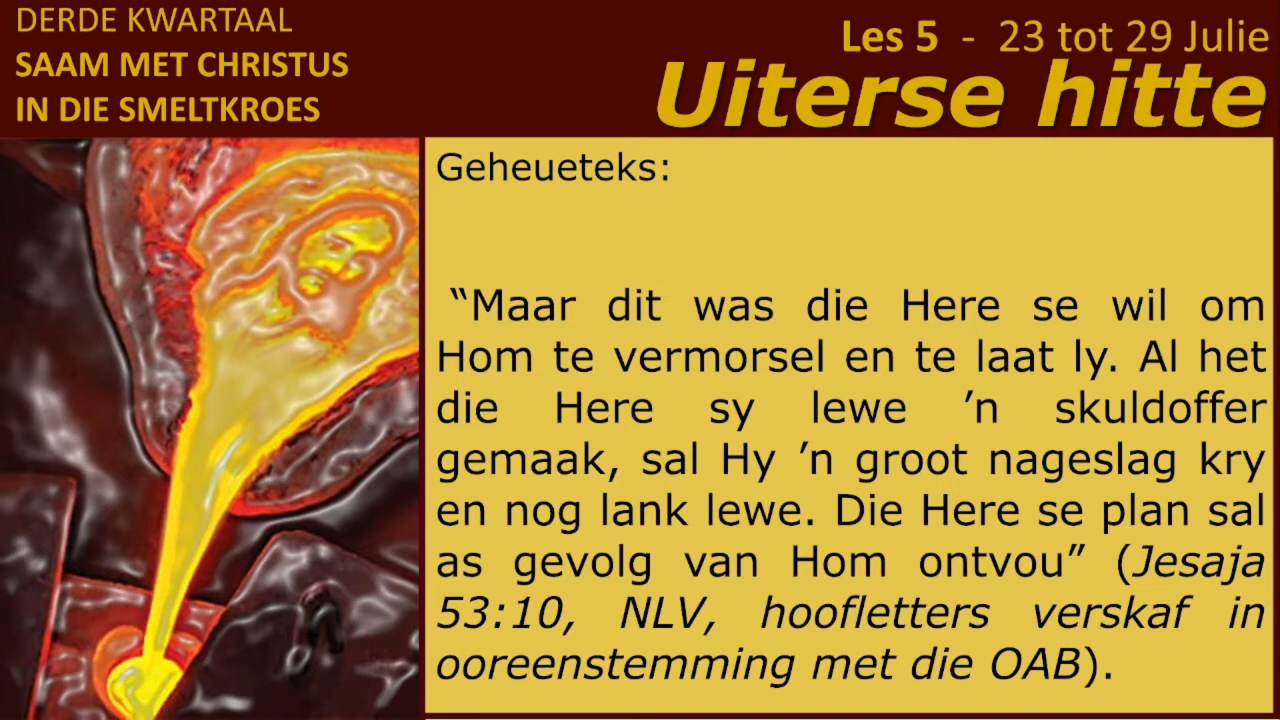 DERDE KWARTAAL
SAAM MET CHRISTUS
IN DIE SMELTKROES
Les 5 - 23 tot 29 Julie
Uiterse hitte
Geheueteks:
“Maar dit was die Here se wil om
Hom te vermorsel en te laat ly. Al het
die Here sy lewe ’n skuldoffer
gemaak, sal Hy ’n groot nageslag kry
en nog lank lewe. Die Here se plan sal
as gevolg van Hom ontvou” (Jesaja
53:10, NLV, hoofletters verskaf in
ooreenstemming met die OAB).